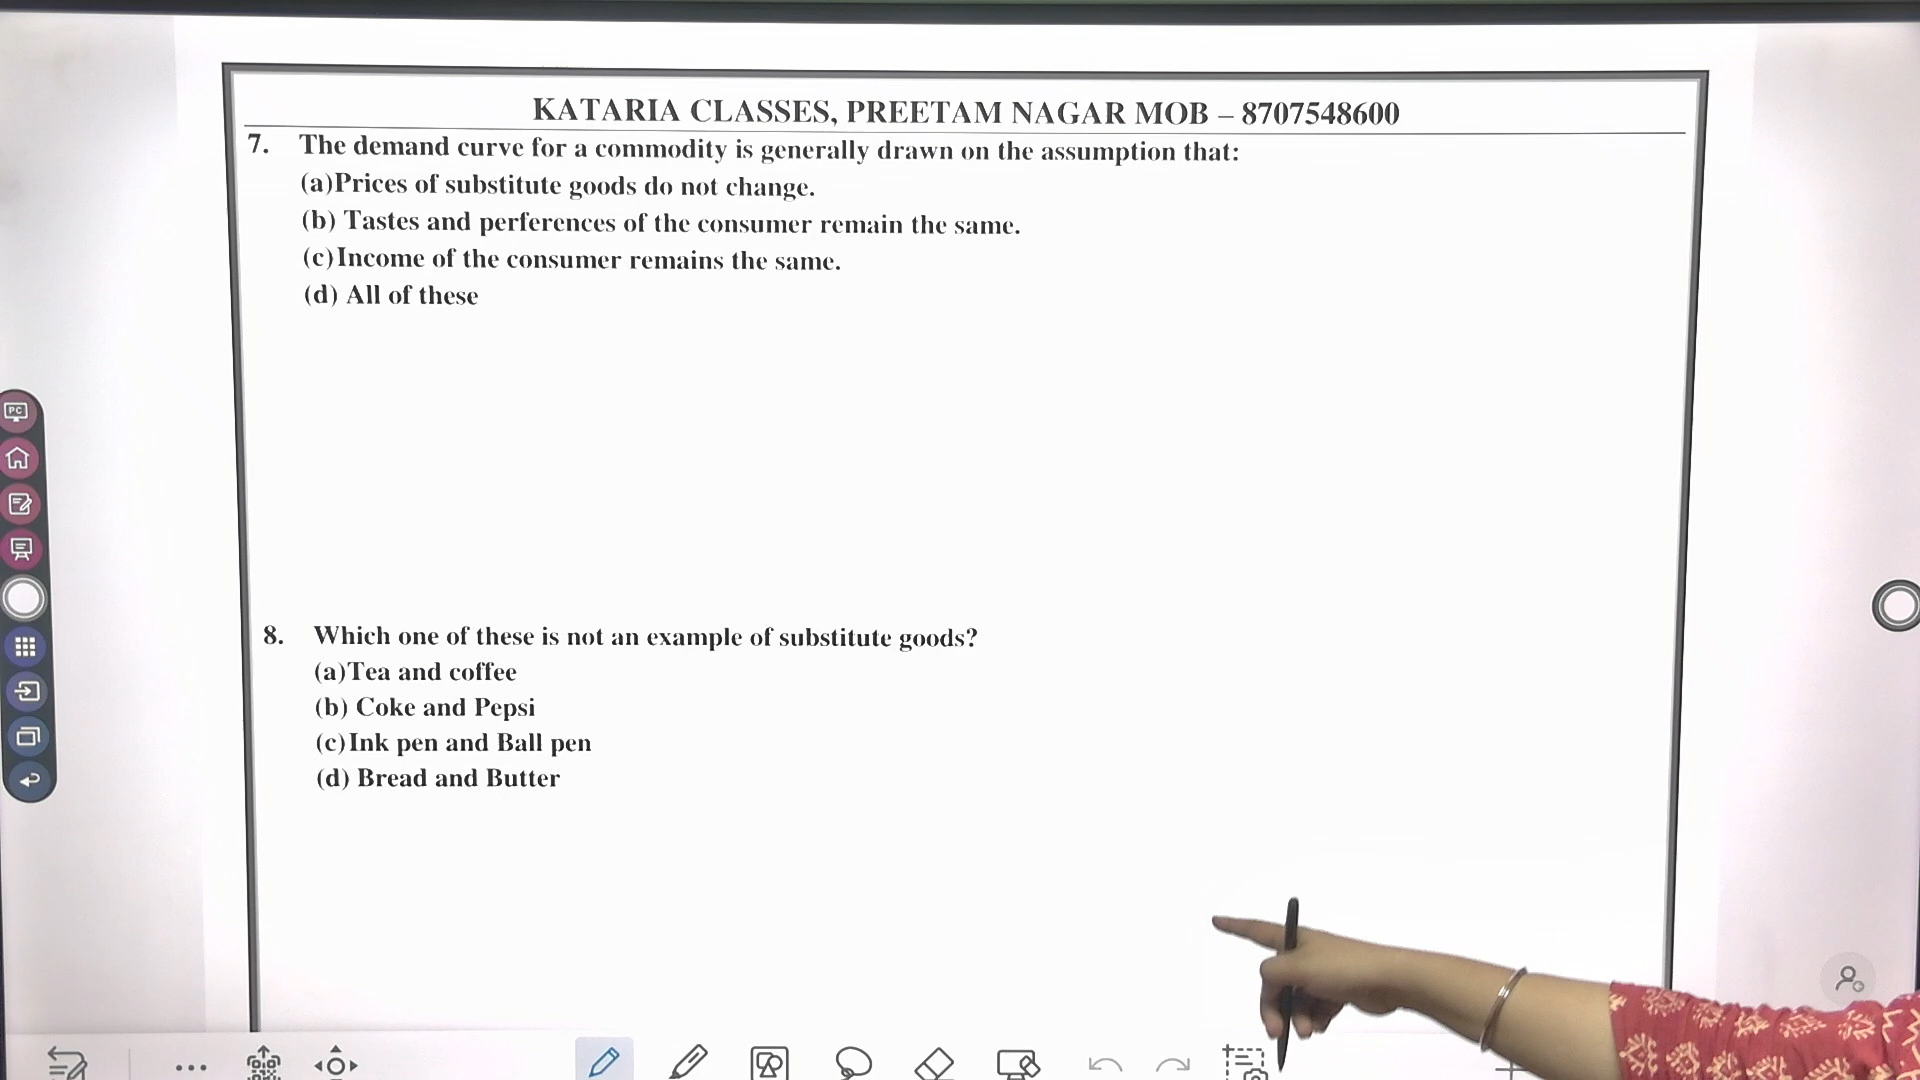 KATARIA CLASSES, PREETAM NAGAR MOB – 8707548600
7. The demand curve for a commodity is generally drawn on the assumption that:
(a)Prices of substitute goods do not change.
(b) Tastes and perferences of the consumer remain the same.
(c)Income of the consumer remains the same.
(d) All of these
8. Which one of these is not an example of substitute goods?
(a)Tea and coffee
(b) Coke and Pepsi
(c)Ink pen and Ball pen
(d) Bread and Butter
PC